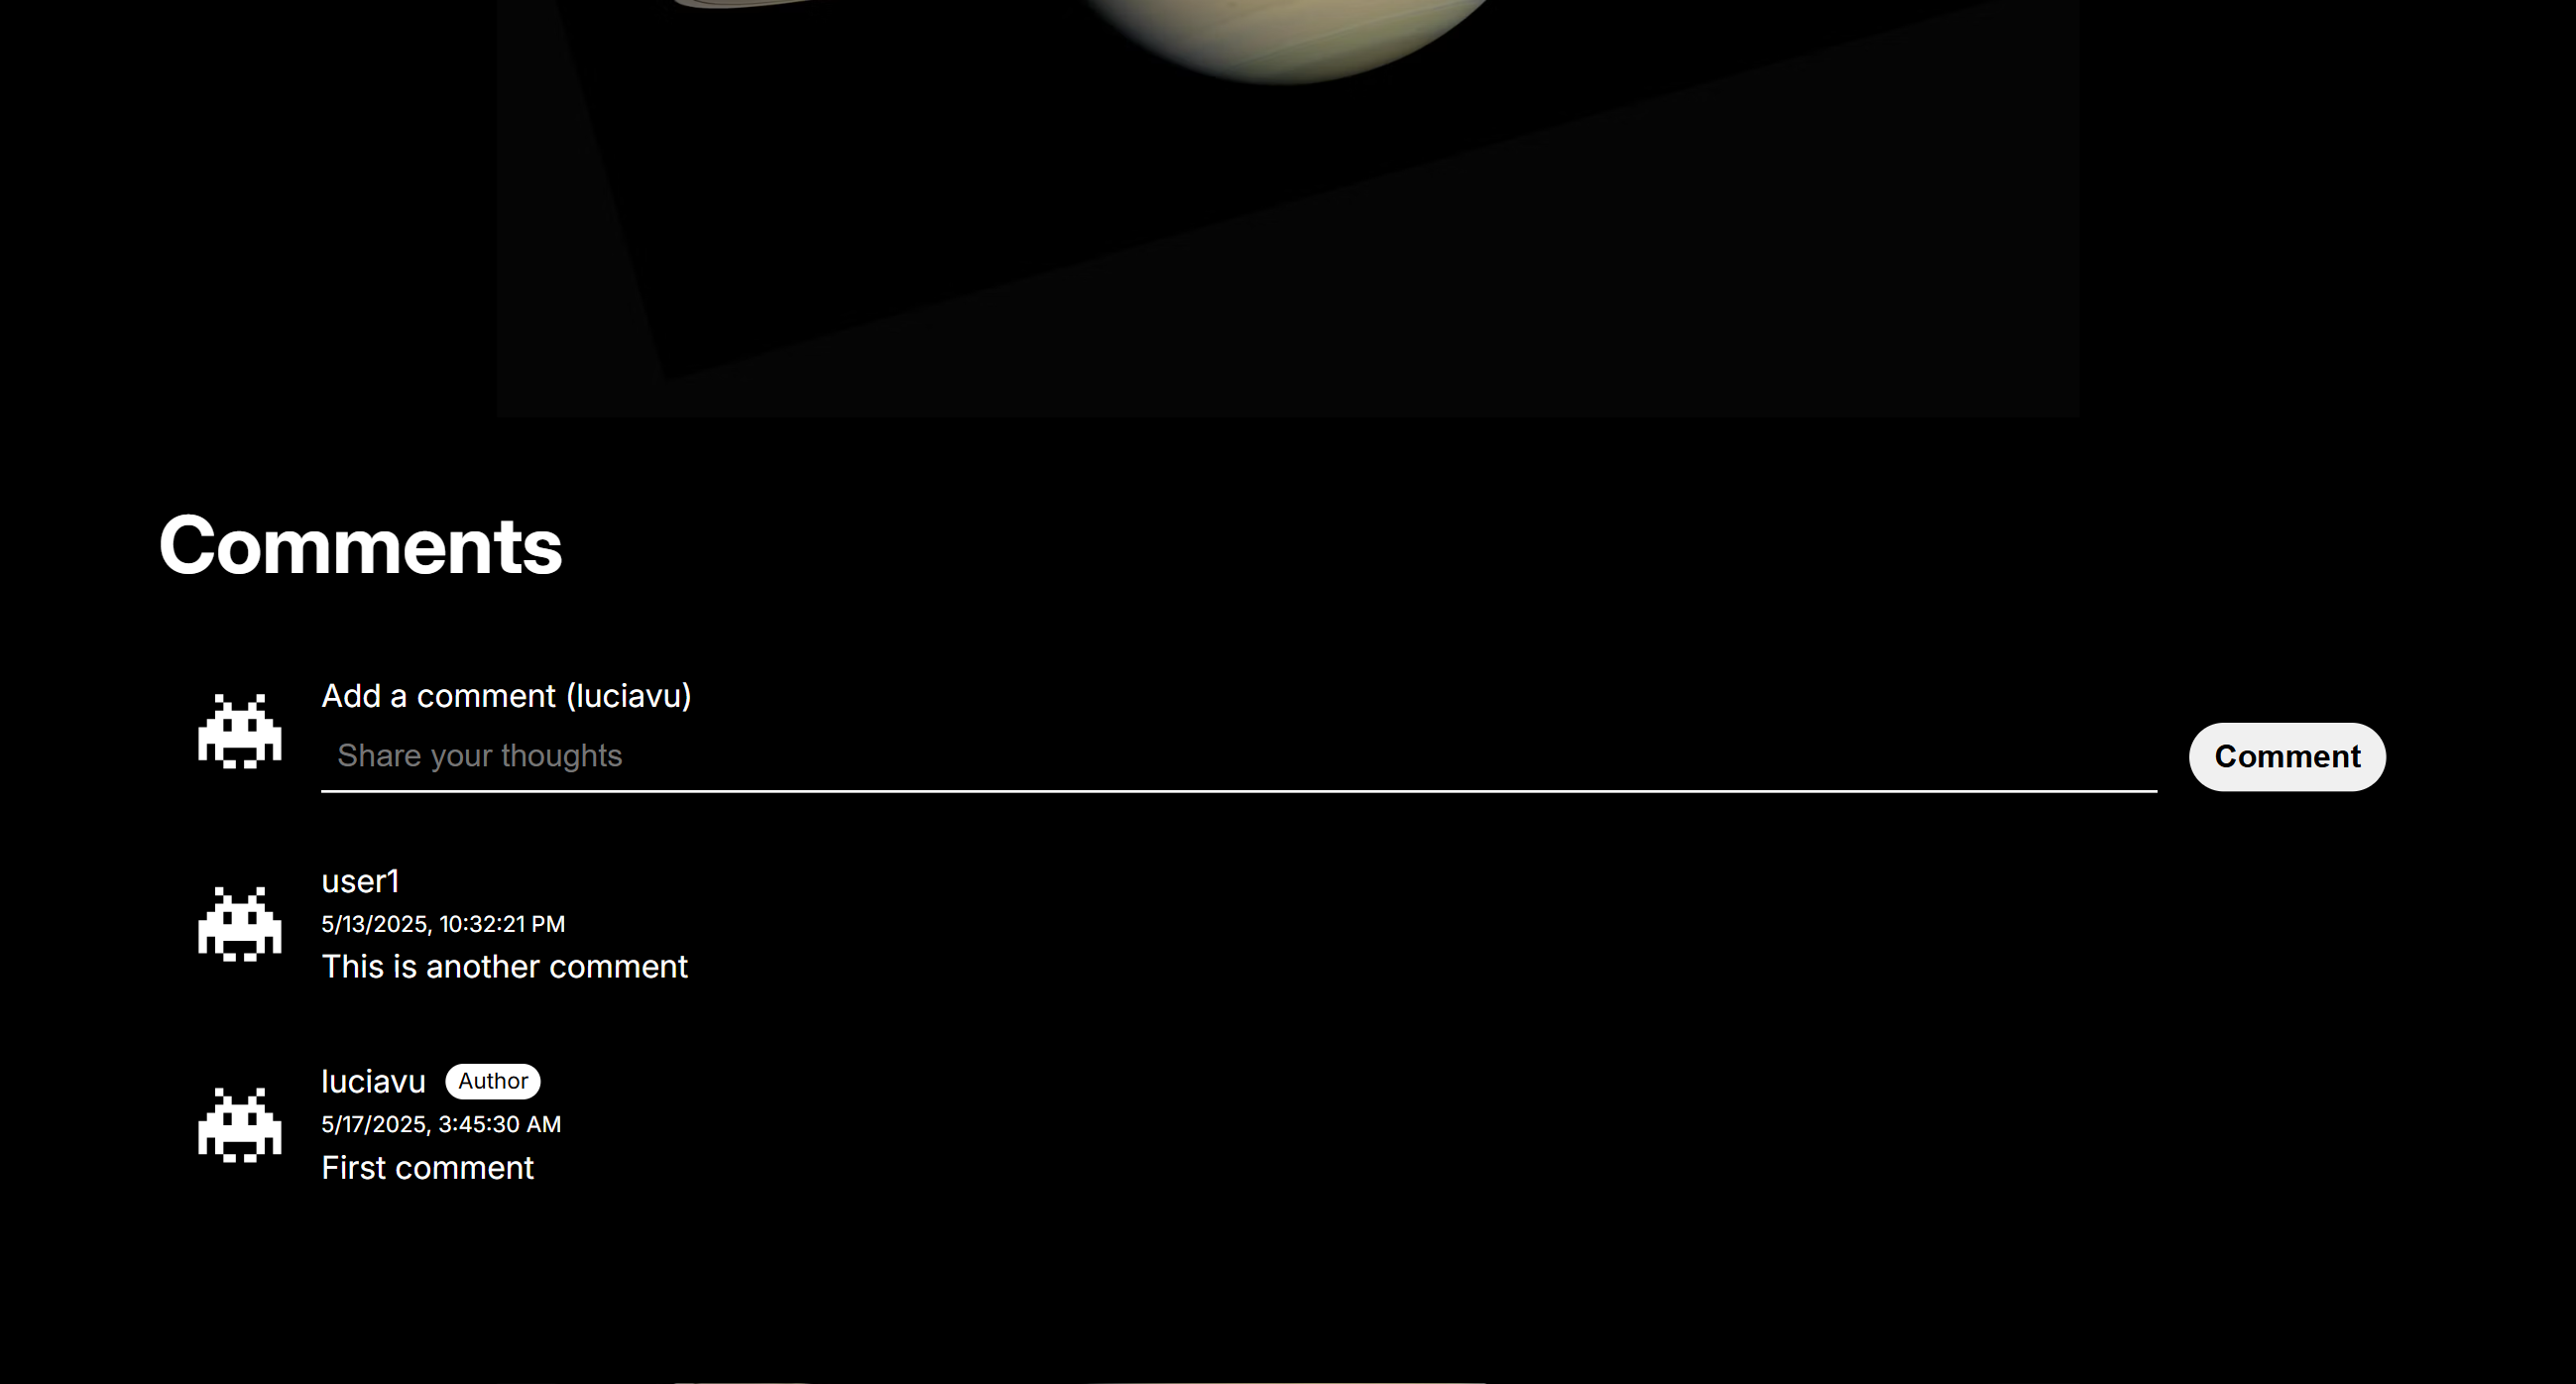 Comments
Add a comment (luciavu)
Share your thoughts
Comment
user1
5/13/2025, 10:32:21 PM
This is another comment
luciavu Author
5/17/2025, 3:45:30 AM
First comment